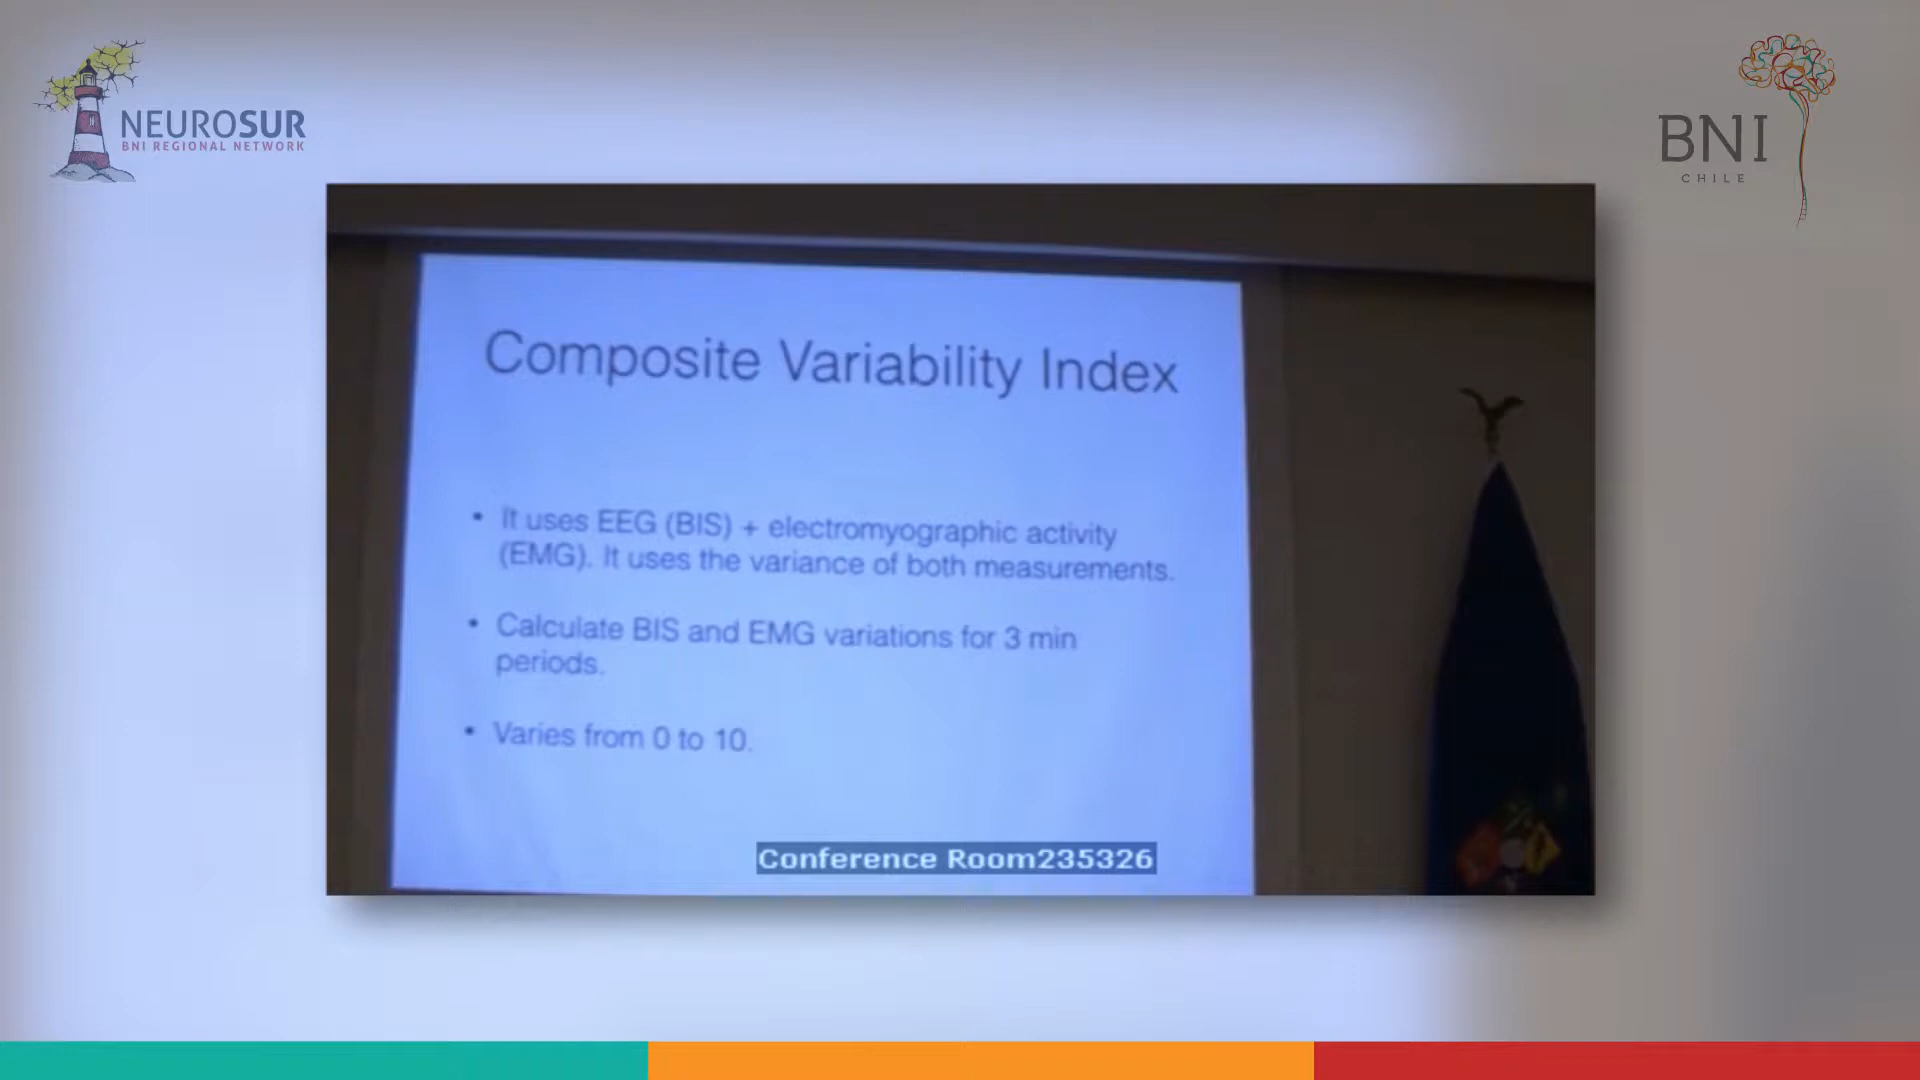 NEUROSUR
BNI REGIONAL NETWORK
BNI
CHILE
Composite Variability Index
• It uses EEG (BIS) + electromyographic activity
(EMG). It uses the variance of both measurements.
• Calculate BIS and EMG variations for 3 min
periods.
• Varies from 0 to 10.
Conference Room235326